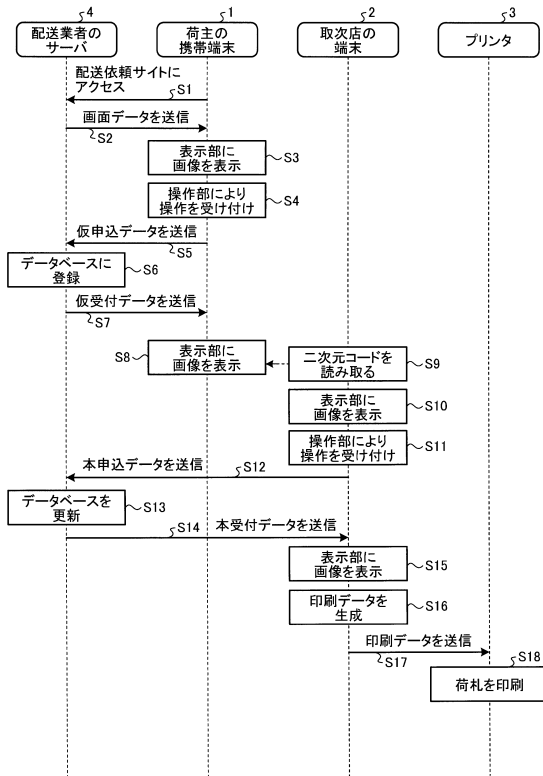 4
配送業者の
サーバ
1
荷主の
携帯端末
2
取次店の
端末
3
プリンタ
配送依頼サイトに
アクセス
S1
画面データを送信
S2
表示部に
画像を表示
S3
操作部により
操作を受け付け
S4
仮申込データを送信
S5
データベースに
登録
S6
仮受付データを送信
S7
S8
表示部に
画像を表示
二次元コードを
読み取る
S9
表示部に
画像を表示
S10
操作部により
操作を受け付け
S11
本申込データを送信
S12
データベースを
更新
S13
S14
本受付データを送信
表示部に
画像を表示
S15
印刷データを
生成
S16
印刷データを送信
S17
S18
荷札を印刷